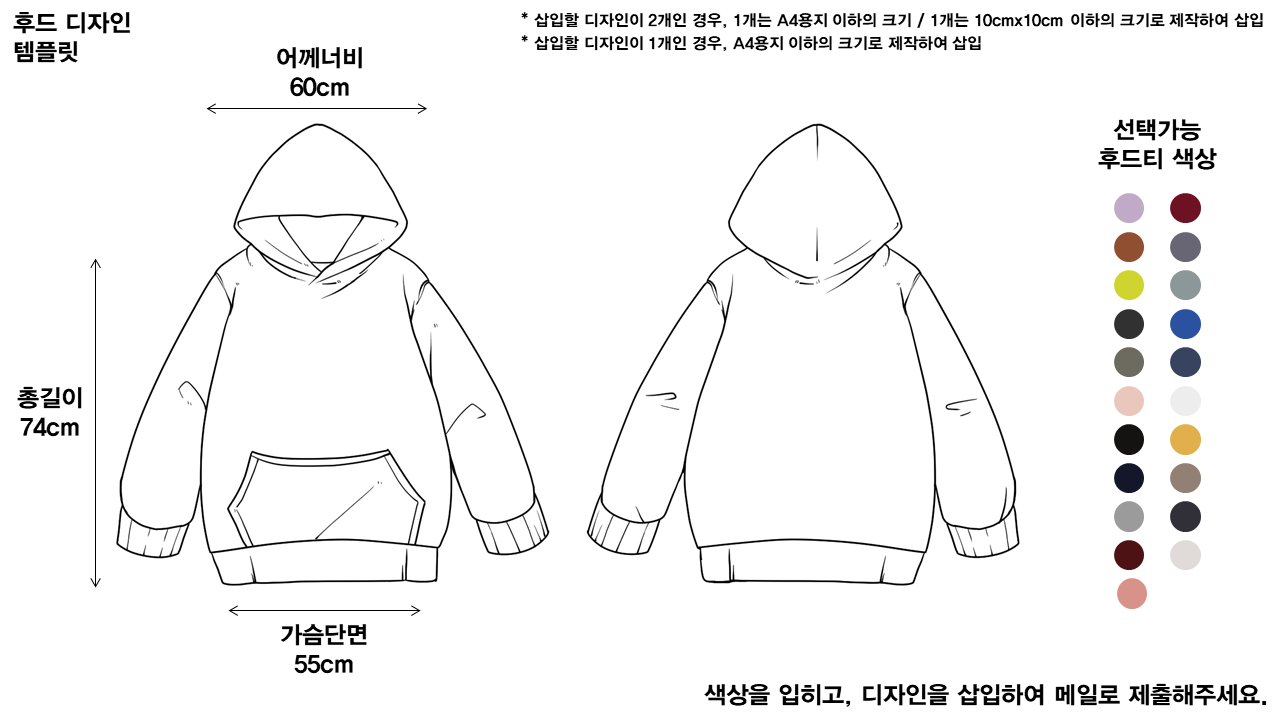 후드 디자인
템플릿
* 삽입할 디자인이 2개인 경우, 1개는 A4용지 이하의 크기 / 1개는 10cmx10cm 이하의 크기로 제작하여 삽입
* 삽입할 디자인이 1개인 경우, A4용지 이하의 크기로 제작하여 삽입
어께너비
60cm
선택가능
후드티 색상
총길이
74cm
가슴단면
55cm
색상을 입히고, 디자인을 삽입하여 메일로 제출해주세요.